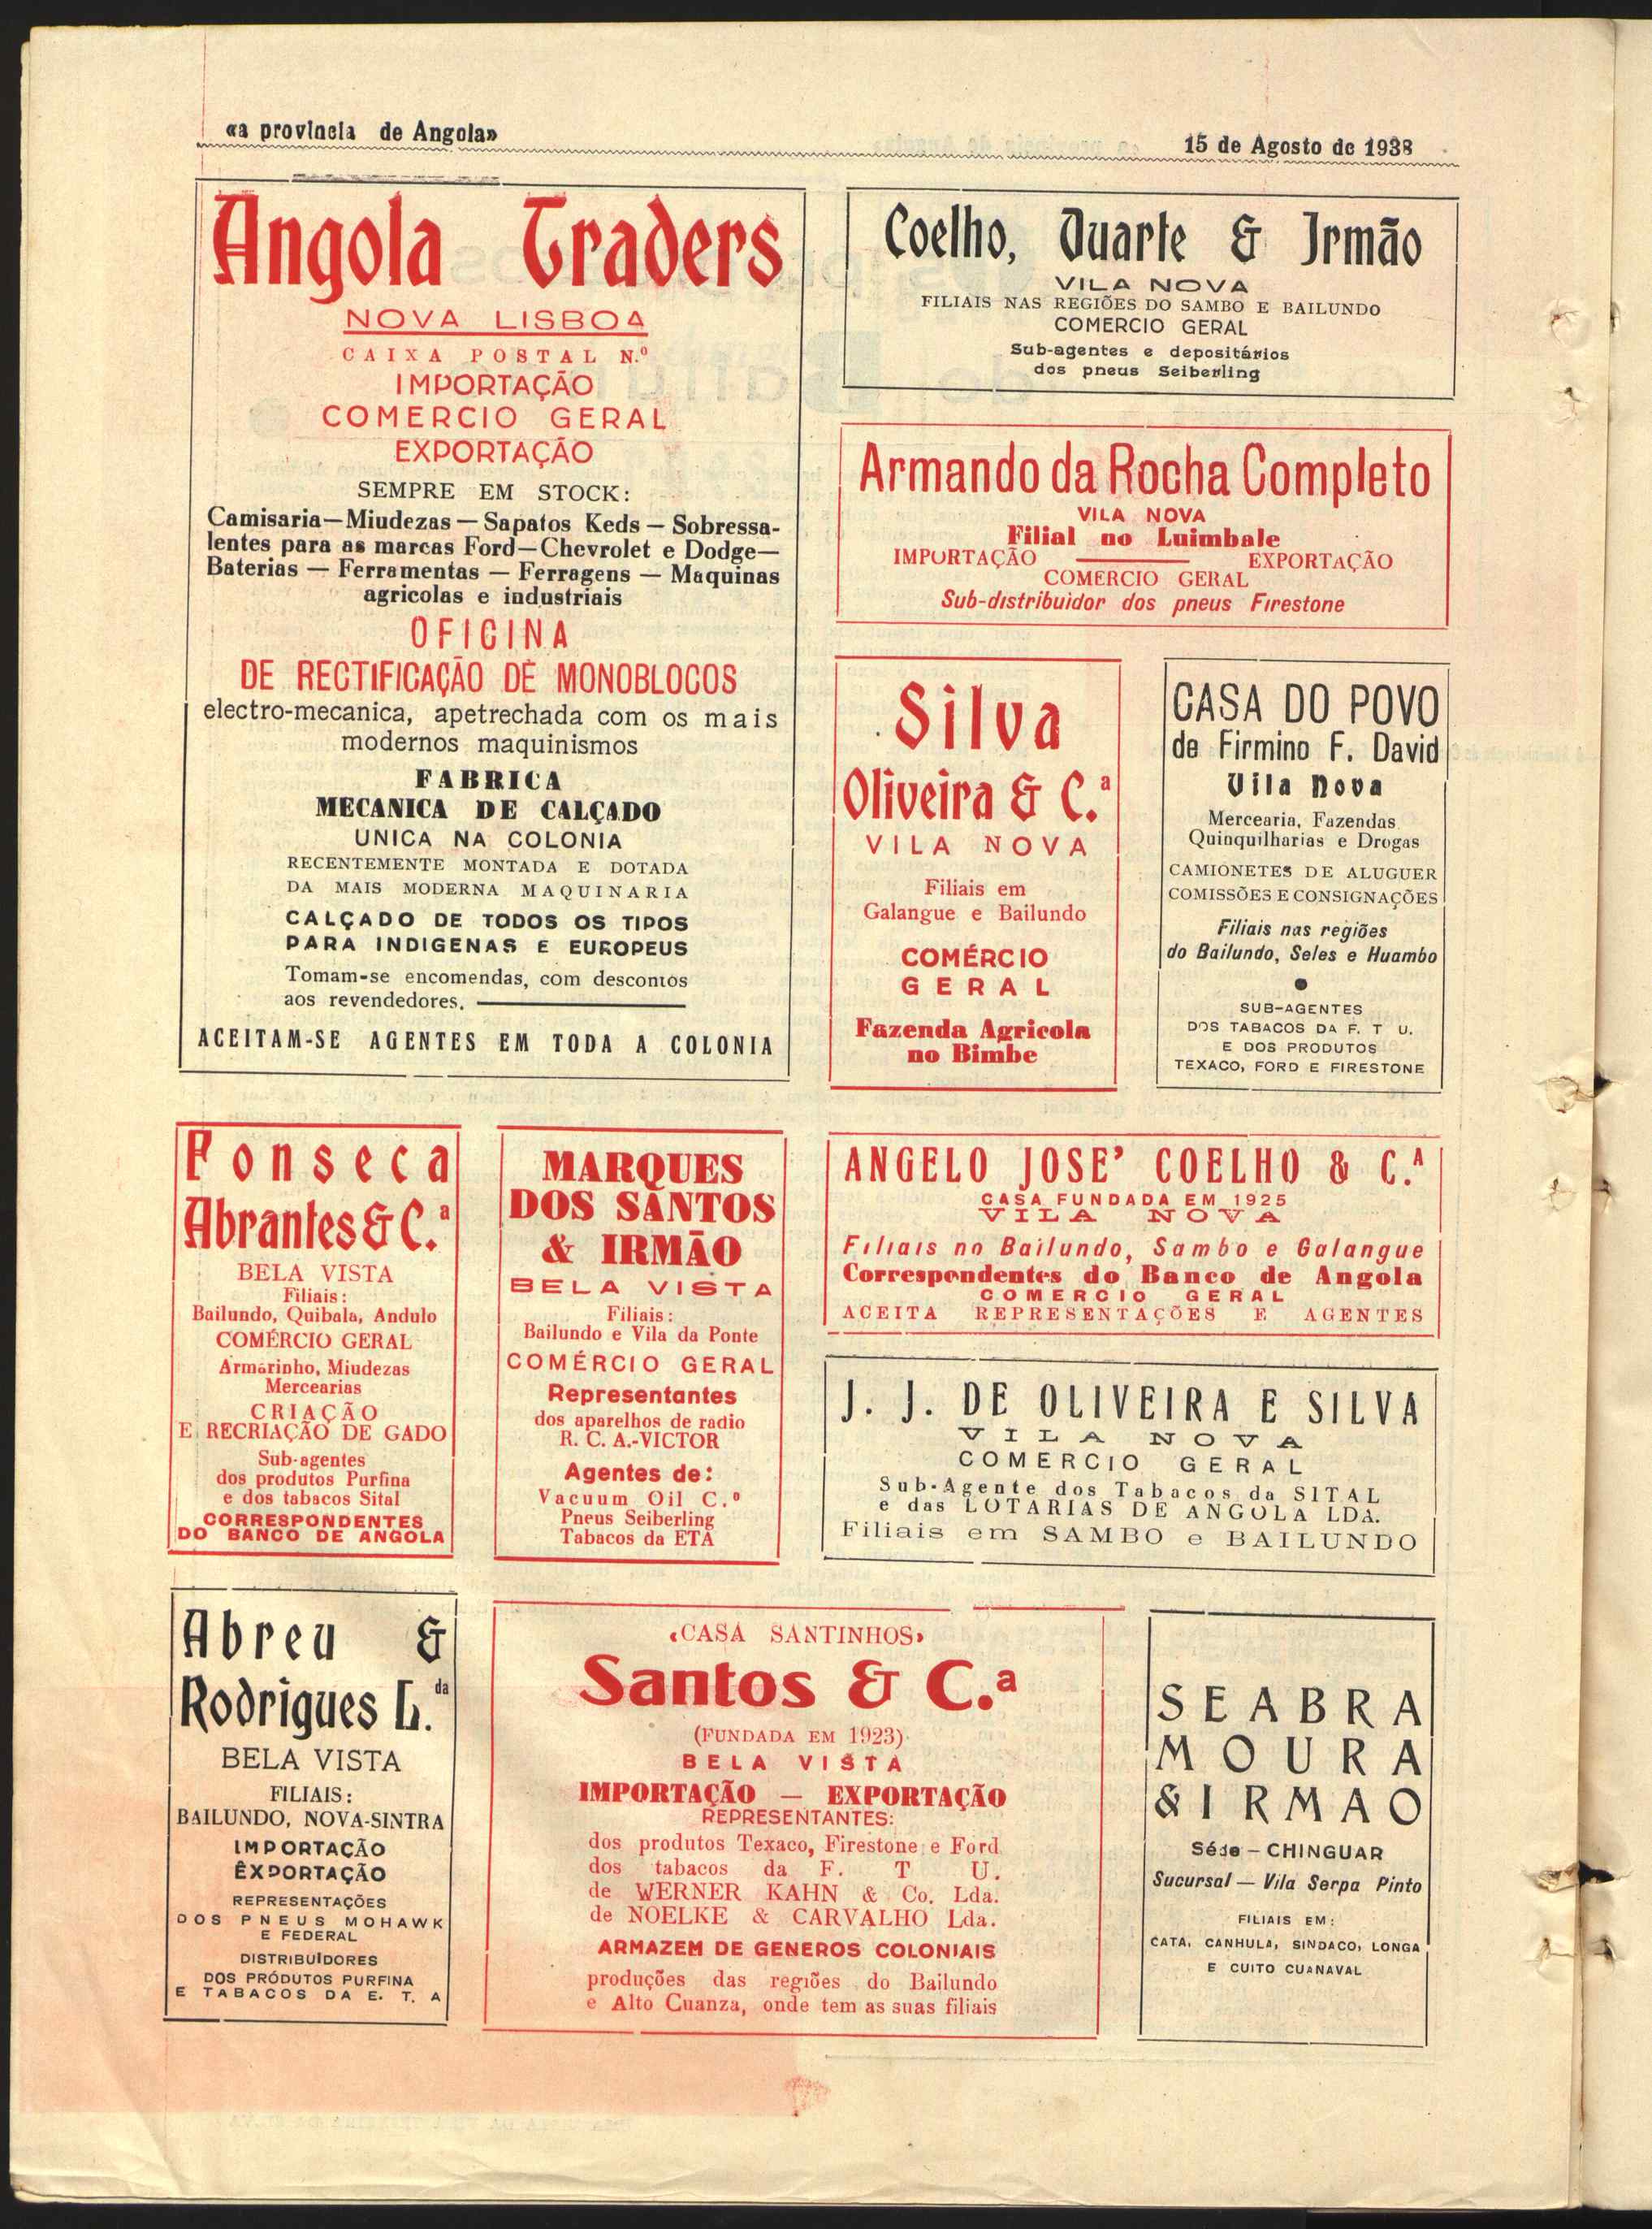 «a provincia de Angola»
15 de Agosto de 1938
Angola Traders
NOVA LISBOA
CAIXA POSTAL N.º
IMPORTAÇÃO
COMERCIO GERAL
EXPORTAÇÃO
SEMPRE EM STOCK:
Camisaria—Miudezas — Sapatos Keds — Sobressa-
lentes para as marcas Ford—Chevrolet e Dodge—
Baterias — Ferramentas — Ferragens — Maquinas
agricolas e industriais
OFICINA
DE RECTIFICAÇÃO DE MONOBLOCOS
electro-mecanica, apetrechada com os mais
modernos maquinismos
FABRICA
MECANICA DE CALÇADO
UNICA NA COLONIA
RECENTEMENTE MONTADA E DOTADA
DA MAIS MODERNA MAQUINARIA
CALÇADO DE TODOS OS TIPOS
PARA INDIGENAS E EUROPEUS
Tomam-se encomendas, com descontos
aos revendedores.
ACEITAM-SE AGENTES EM TODA A COLONIA
Coelho, Duarte & Irmão
VILA NOVA
FILIAIS NAS REGIÕES DO SAMBO E BAILUNDO
COMERCIO GERAL
Sub-agentes e depositários
dos pneus Seiberling
Armando da Rocha Completo
VILA NOVA
Filial no Luimbale
IMPORTAÇÃO EXPORTAÇÃO
COMERCIO GERAL
Sub-distribuidor dos pneus Firestone
Silva
Oliveira & C.ª
VILA NOVA
Filiais em
Galangue e Bailundo
COMÉRCIO
GERAL
Fazenda Agricola
no Bimbe
CASA DO POVO
de Firmino F. David
Vila Nova
Mercearia, Fazendas
Quinquilharias e Drogas
CAMIONETES DE ALUGUER
COMISSÕES E CONSIGNAÇÕES
Filiais nas regiões
do Bailundo, Seles e Huambo
SUB-AGENTES
DOS TABACOS DA F. T U.
E DOS PRODUTOS
TEXACO, FORD E FIRESTONE
Fonseca
Abrantes & C.ª
BELA VISTA
Filiais:
Bailundo, Quibala, Andulo
COMÉRCIO GERAL
Armarinho, Miudezas
Mercearias
CRIAÇÃO
E RECRIAÇÃO DE GADO
Sub-agentes
dos produtos Purfina
e dos tabacos Sital
CORRESPONDENTES
DO BANCO DE ANGOLA
MARQUES
DOS SANTOS
& IRMÃO
BELA VISTA
Filiais:
Bailundo e Vila da Ponte
COMÉRCIO GERAL
Representantes
dos aparelhos de radio
R. C. A.-VICTOR
Agentes de:
Vacuum Oil C.º
Pneus Seiberling
Tabacos da ETA
ANGELO JOSE' COELHO & C.ª
CASA FUNDADA EM 1925
VILA NOVA
Filiais no Bailundo, Sambo e Galangue
Correspondentes do Banco de Angola
COMERCIO GERAL
ACEITA REPRESENTAÇÕES E AGENTES
J. J. DE OLIVEIRA E SILVA
VILA NOVA
COMERCIO GERAL
Sub-Agente dos Tabacos da SITAL
e das LOTARIAS DE ANGOLA LDA.
Filiais em SAMBO e BAILUNDO
Abreu &
Rodrigues L.da
BELA VISTA
FILIAIS:
BAILUNDO, NOVA-SINTRA
IMPORTAÇÃO
EXPORTAÇÃO
REPRESENTAÇÕES
DOS PNEUS MOHAWK
E FEDERAL
DISTRIBUÍDORES
DOS PRÓDUTOS PURFINA
E TABACOS DA E. T. A
«CASA SANTINHOS»
Santos & C.ª
(FUNDADA EM 1923)
BELA VISTA
IMPORTAÇÃO — EXPORTAÇÃO
REPRESENTANTES:
dos produtos Texaco, Firestone e Ford
dos tabacos da F. T U.
de WERNER KAHN & Co. Lda.
de NOELKE & CARVALHO Lda.
ARMAZEM DE GENEROS COLONIAIS
produções das regiões do Bailundo
e Alto Cuanza, onde tem as suas filiais
SEABRA
MOURA
& IRMAO
Séde — CHINGUAR
Sucursal — Vila Serpa Pinto
FILIAIS EM:
CATA, CANHULA, SINDACO, LONGA
E CUITO CUANAVAL